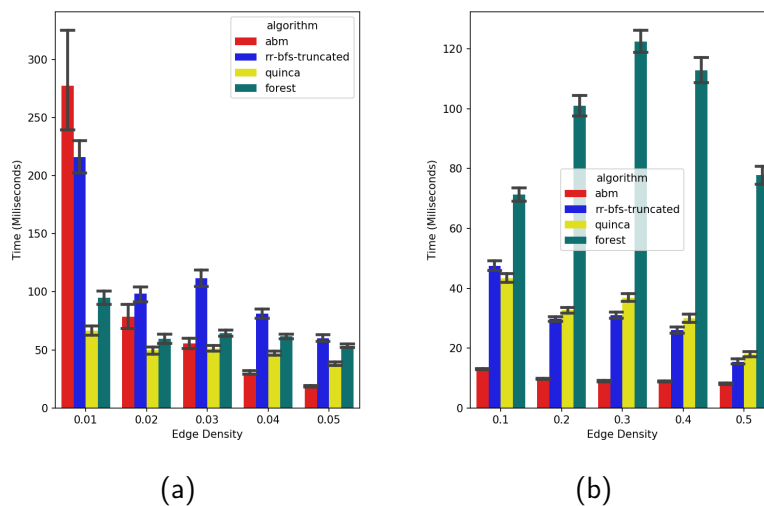 algorithm
abm
rr-bfs-truncated
quinca
forest
Time (Miliseconds)
300
250
200
150
100
50
0
0.01 0.02 0.03 0.04 0.05
Edge Density
(a)
algorithm
abm
rr-bfs-truncated
quinca
forest
Time (Miliseconds)
120
100
80
60
40
20
0
0.1 0.2 0.3 0.4 0.5
Edge Density
(b)